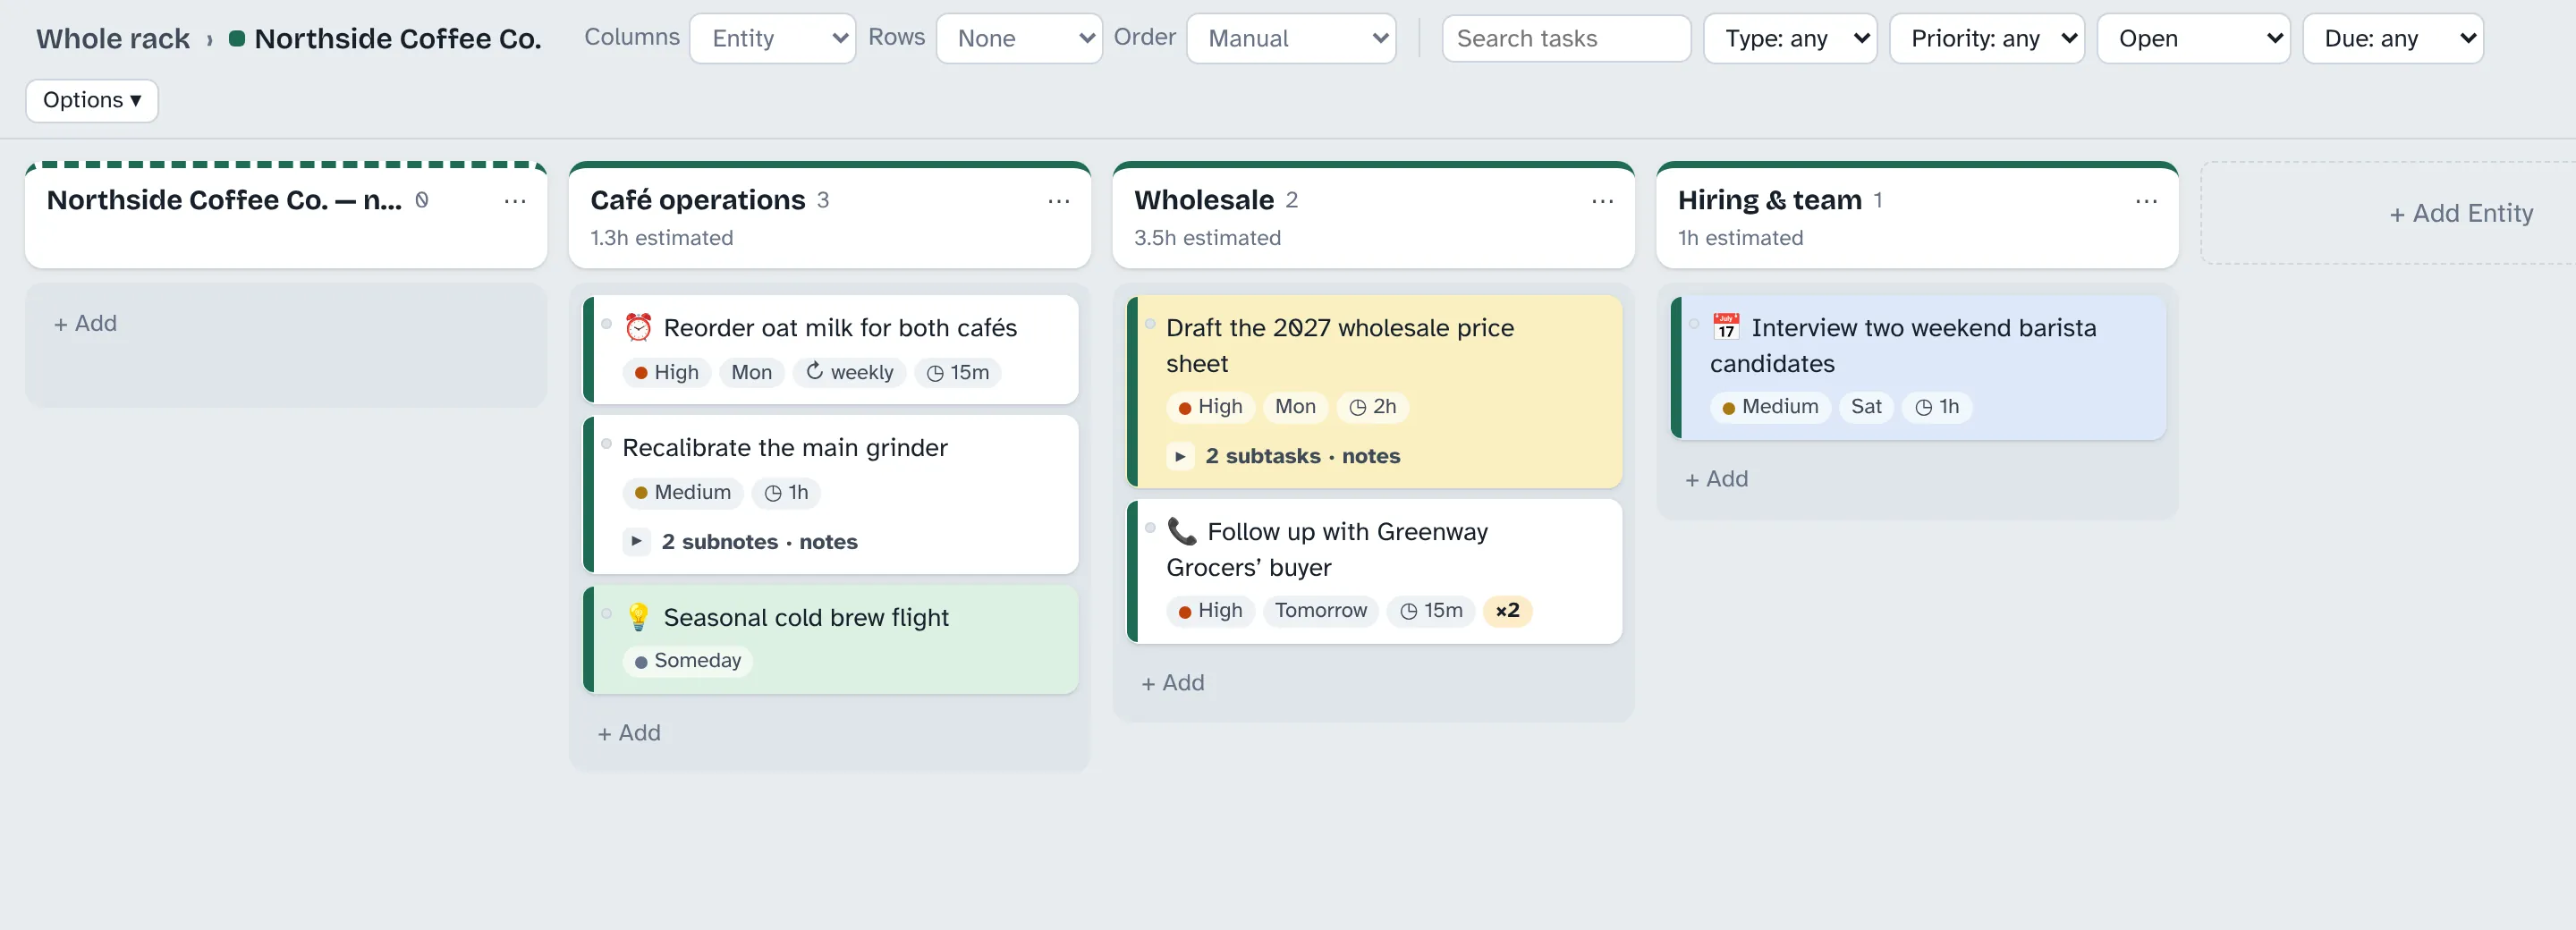 Whole rack › Northside Coffee Co. Columns Entity Rows None Order Manual Search tasks Type: any Priority: any Open Due: any
Options ▾
Northside Coffee Co. — n... 0 ...
+ Add
Café operations 3 ...
1.3h estimated
⏰ Reorder oat milk for both cafés
High Mon weekly 15m
Recalibrate the main grinder
Medium 1h
▸ 2 subnotes · notes
💡 Seasonal cold brew flight
Someday
+ Add
Wholesale 2 ...
3.5h estimated
Draft the 2027 wholesale price
sheet
High Mon 2h
▸ 2 subtasks · notes
📞 Follow up with Greenway
Grocers’ buyer
High Tomorrow 15m ×2
+ Add
Hiring & team 1 ...
1h estimated
📅 Interview two weekend barista
candidates
Medium Sat 1h
+ Add
+ Add Entity